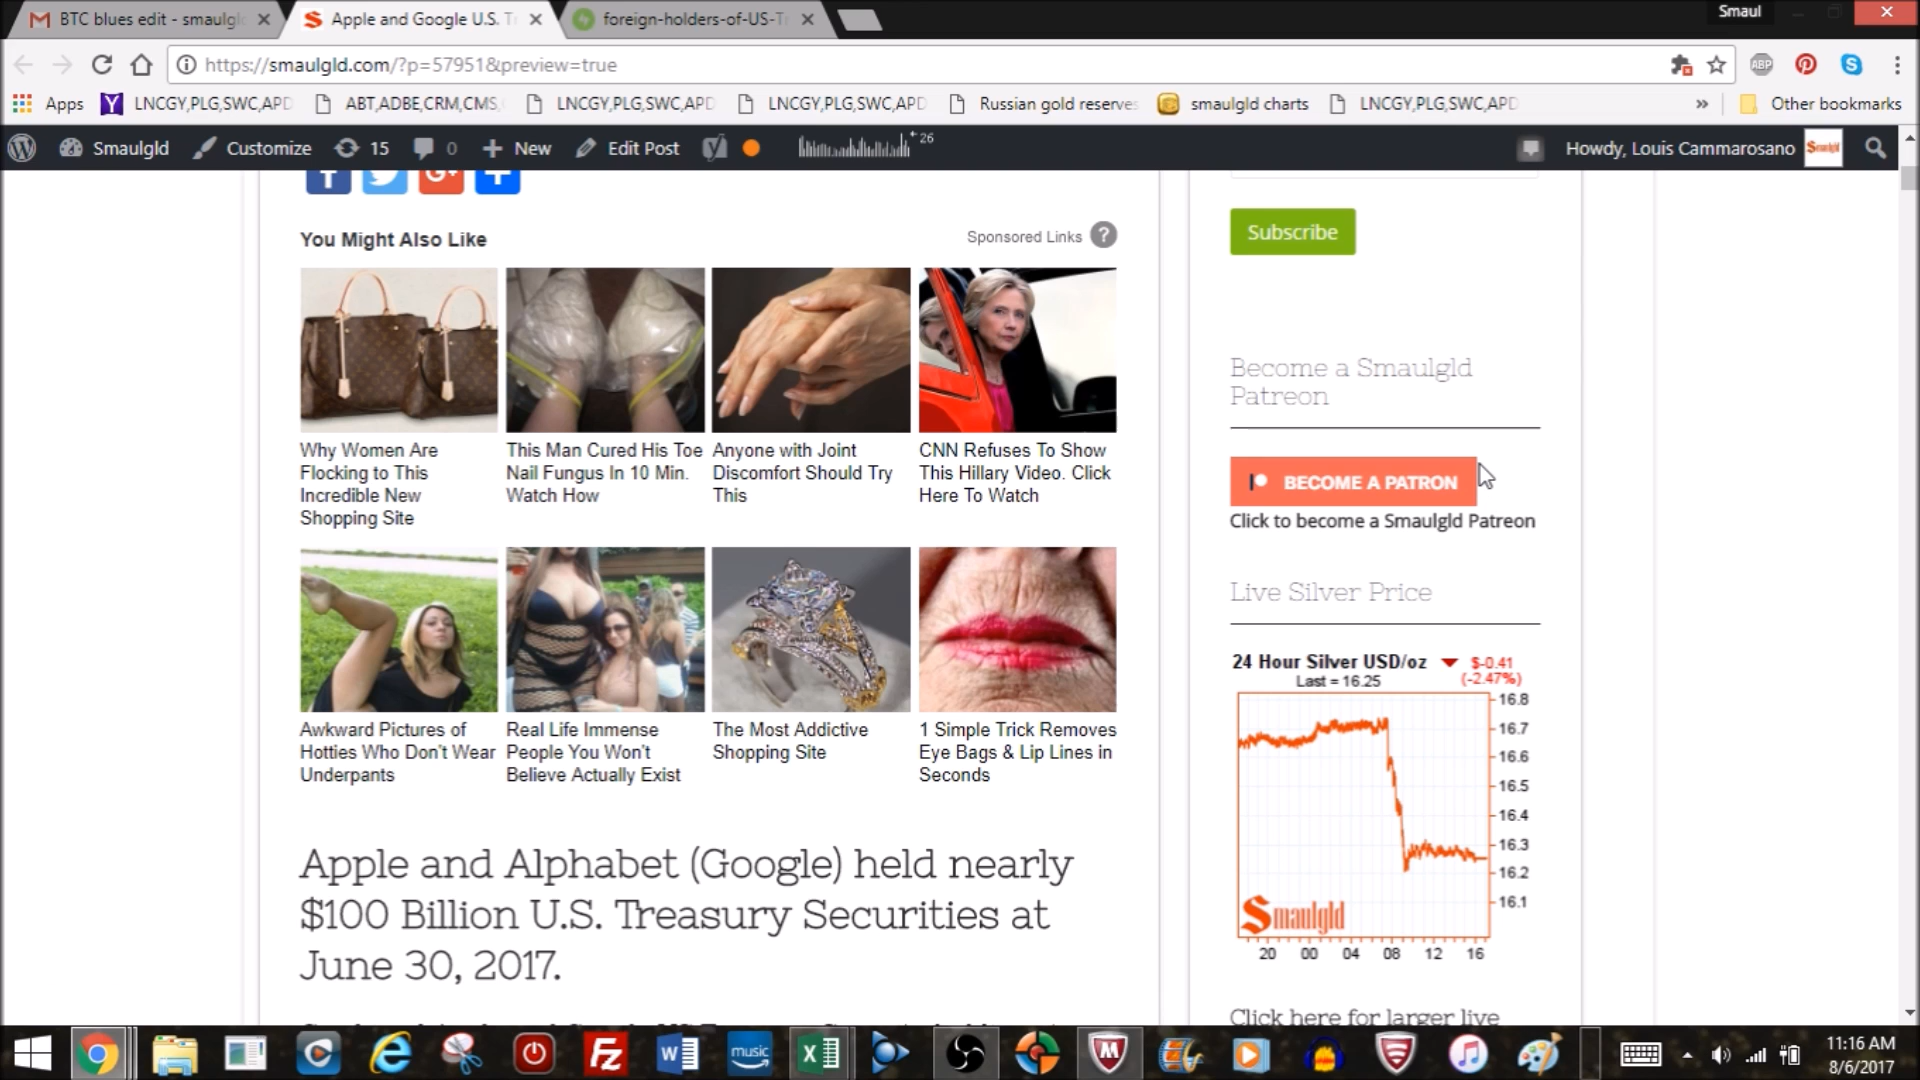 BTC blues edit - smaulgl
Apple and Google U.S. T
foreign-holders-of-US-T
Smaul
https://smaulgld.com/?p=57951&preview=true
ABP
Apps
LNCGY,PLG,SWC,APD
ABT,ADBE,CRM,CMS,
LNCGY,PLG,SWC,APD
LNCGY,PLG,SWC,APD
Russian gold reserves
smaulgld charts
LNCGY,PLG,SWC,APD
»
Other bookmarks
Smaulgld
Customize
15
0
New
Edit Post
26
Howdy, Louis Cammarosano
Smaulgld
You Might Also Like
Sponsored Links ?
Why Women Are
Flocking to This
Incredible New
Shopping Site
This Man Cured His Toe
Nail Fungus In 10 Min.
Watch How
Anyone with Joint
Discomfort Should Try
This
CNN Refuses To Show
This Hillary Video. Click
Here To Watch
Awkward Pictures of
Hotties Who Don't Wear
Underpants
Real Life Immense
People You Won't
Believe Actually Exist
The Most Addictive
Shopping Site
1 Simple Trick Removes
Eye Bags & Lip Lines in
Seconds
Apple and Alphabet (Google) held nearly
$100 Billion U.S. Treasury Securities at
June 30, 2017.
Subscribe
Become a Smaulgld
Patreon
BECOME A PATRON
Click to become a Smaulgld Patreon
Live Silver Price
24 Hour Silver USD/oz
$-0.41
Last = 16.25
(-2.47%)
16.8
16.7
16.6
16.5
16.4
16.3
16.2
16.1
Smaulgld
20 00 04 08 12 16
Click here for larger live
music
11:16 AM
8/6/2017